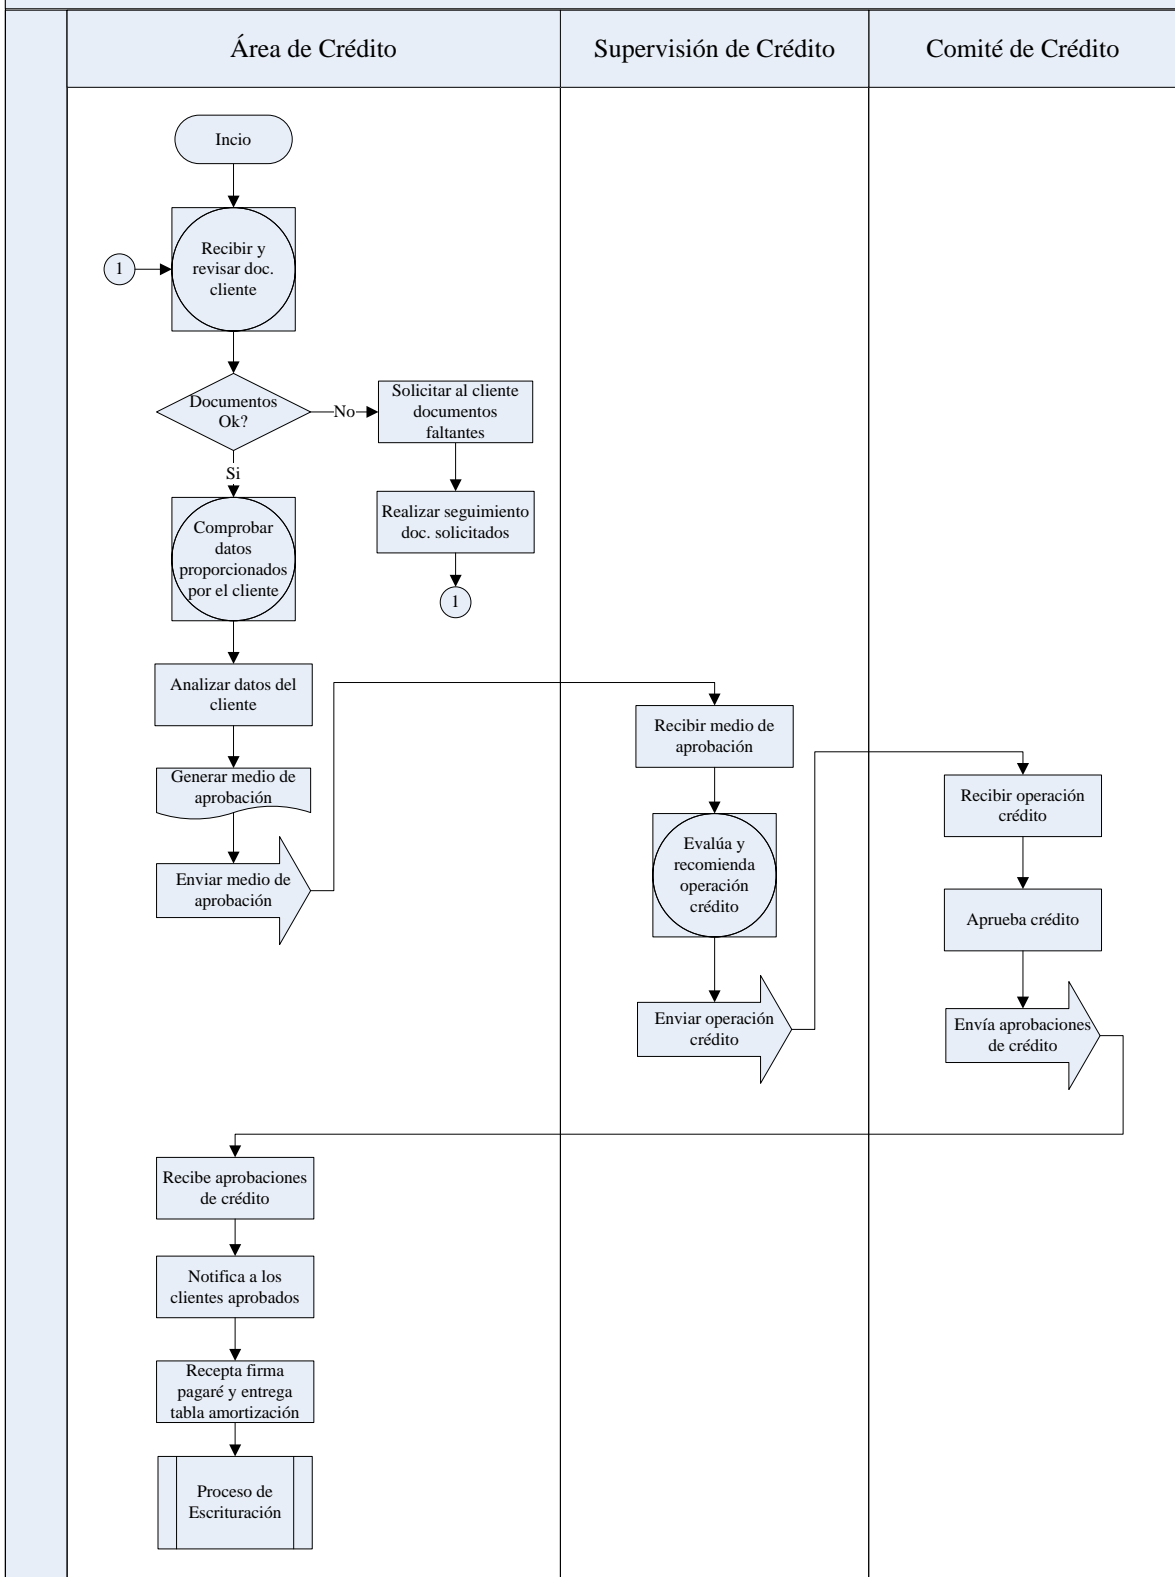 Área de Crédito
Supervisión de Crédito
Comité de Crédito
Incio
1
Recibir y
revisar doc.
cliente
Documentos
Ok?
No
Solicitar al cliente
documentos
faltantes
Si
Realizar seguimiento
doc. solicitados
1
Comprobar
datos
proporcionados
por el cliente
Analizar datos del
cliente
Generar medio de
aprobación
Enviar medio de
aprobación
Recibir medio de
aprobación
Evalúa y
recomienda
operación
crédito
Enviar operación
crédito
Recibir operación
crédito
Aprueba crédito
Envía aprobaciones
de crédito
Recibe aprobaciones
de crédito
Notifica a los
clientes aprobados
Recepta firma
pagaré y entrega
tabla amortización
Proceso de
Escrituración